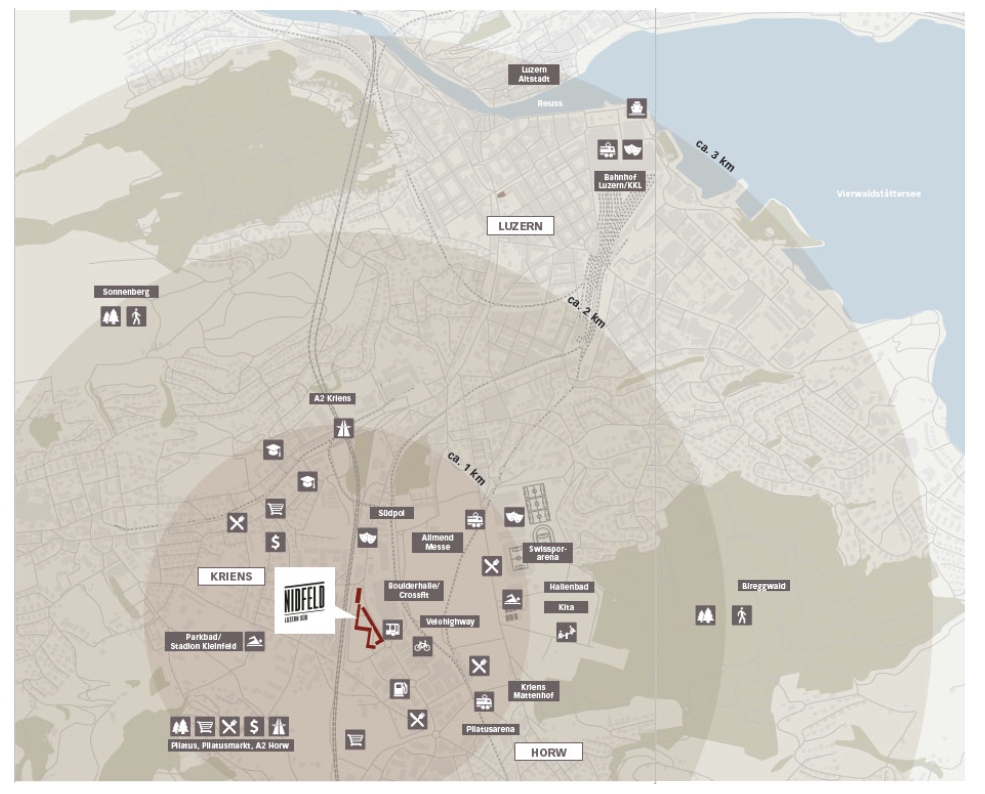 Luzern
Altstadt
Reuss
ca. 3 km
Bahnhof
Luzern/KKL
Vierwaldstättersee
LUZERN
Sonnenberg
ca. 2 km
A2 Kriens
ca. 1 km
Südpol
Allmend
Messe
Swisspor-
arena
KRIENS
NIDFELD
LUZERN SÜD
Boulderhalle/
Crossfit
Hallenbad
Bireggwald
Kita
Velohighway
Parkbad/
Stadion Kleinfeld
Kriens
Mattenhof
Pilatusarena
$
$
Pilatus, Pilatusmarkt, A2 Horw
HORW